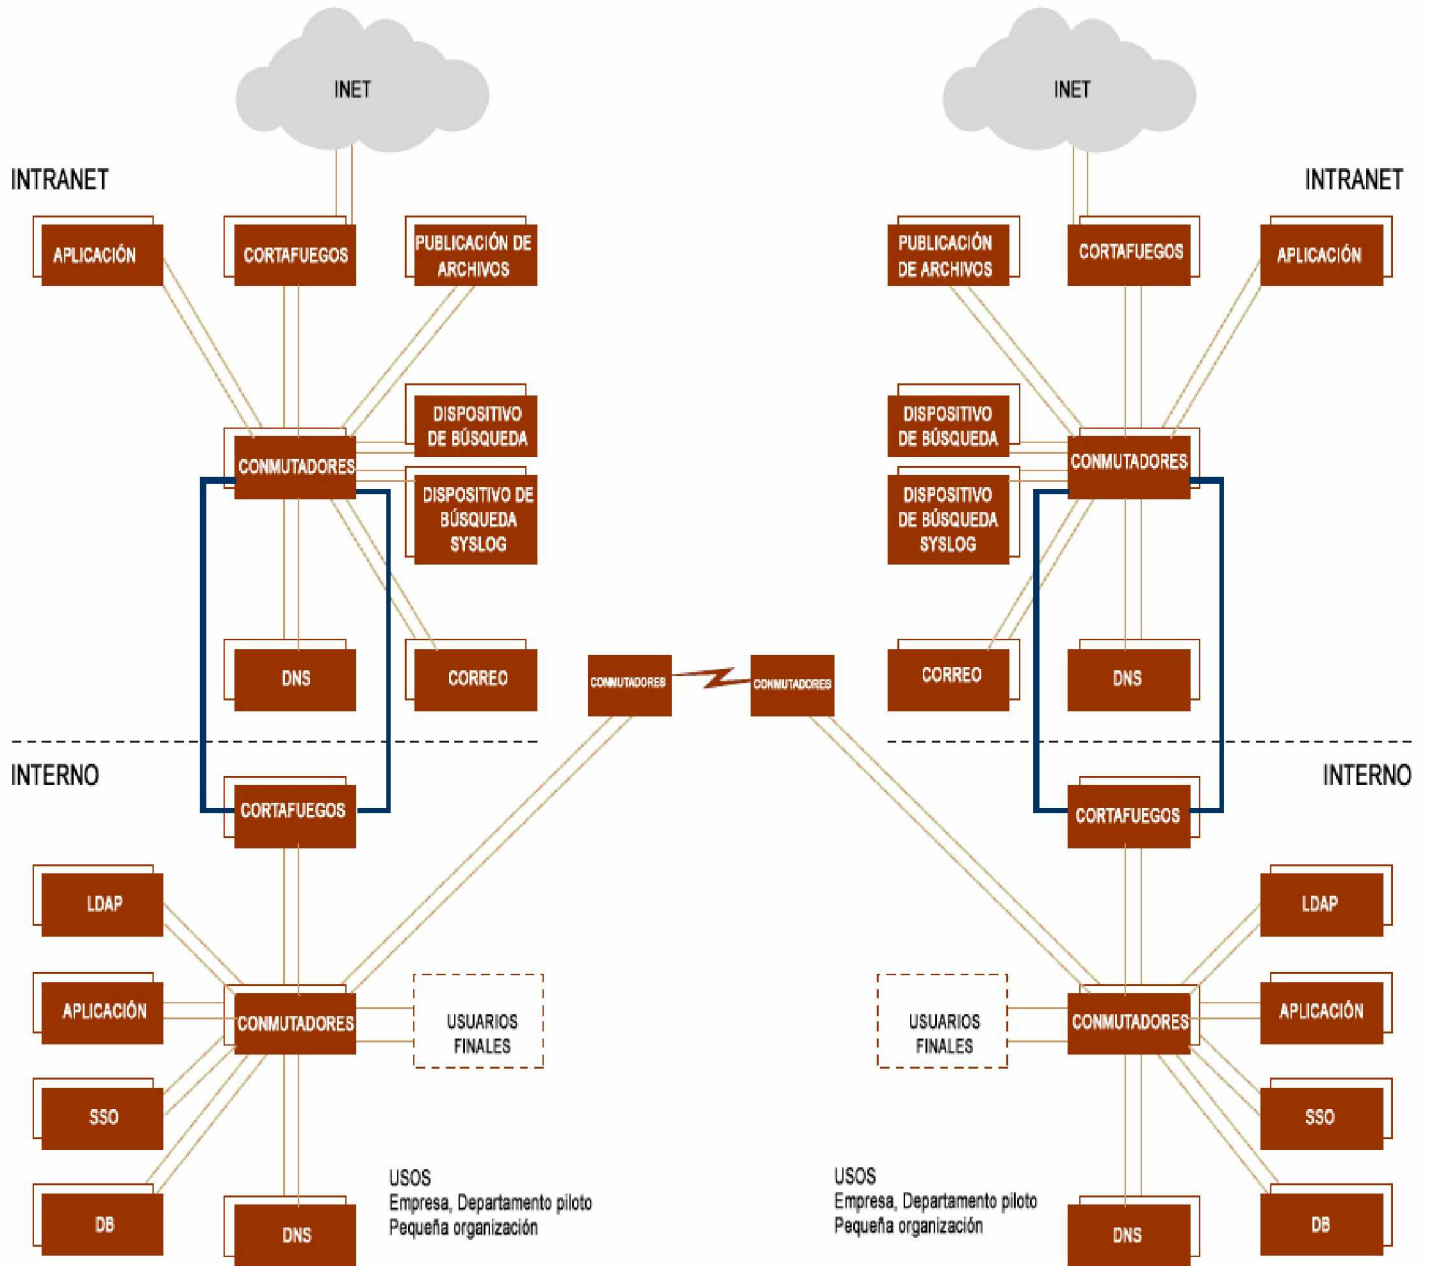 INET
INET
INTRANET
INTRANET
APLICACIÓN
CORTAFUEGOS
PUBLICACIÓN DE
ARCHIVOS
PUBLICACIÓN
DE ARCHIVOS
CORTAFUEGOS
APLICACIÓN
DISPOSITIVO
DE BÚSQUEDA
DISPOSITIVO
DE BÚSQUEDA
CONMUTADORES
CONMUTADORES
DISPOSITIVO DE
BÚSQUEDA
SYSLOG
DISPOSITIVO
DE BÚSQUEDA
SYSLOG
DNS
CORREO
CONMUTADORES
CONMUTADORES
CORREO
DNS
INTERNO
INTERNO
CORTAFUEGOS
CORTAFUEGOS
LDAP
LDAP
APLICACIÓN
CONMUTADORES
USUARIOS
FINALES
USUARIOS
FINALES
CONMUTADORES
APLICACIÓN
SSO
SSO
USOS
Empresa, Departamento piloto
Pequeña organización
USOS
Empresa, Departamento piloto
Pequeña organización
DB
DNS
DNS
DB